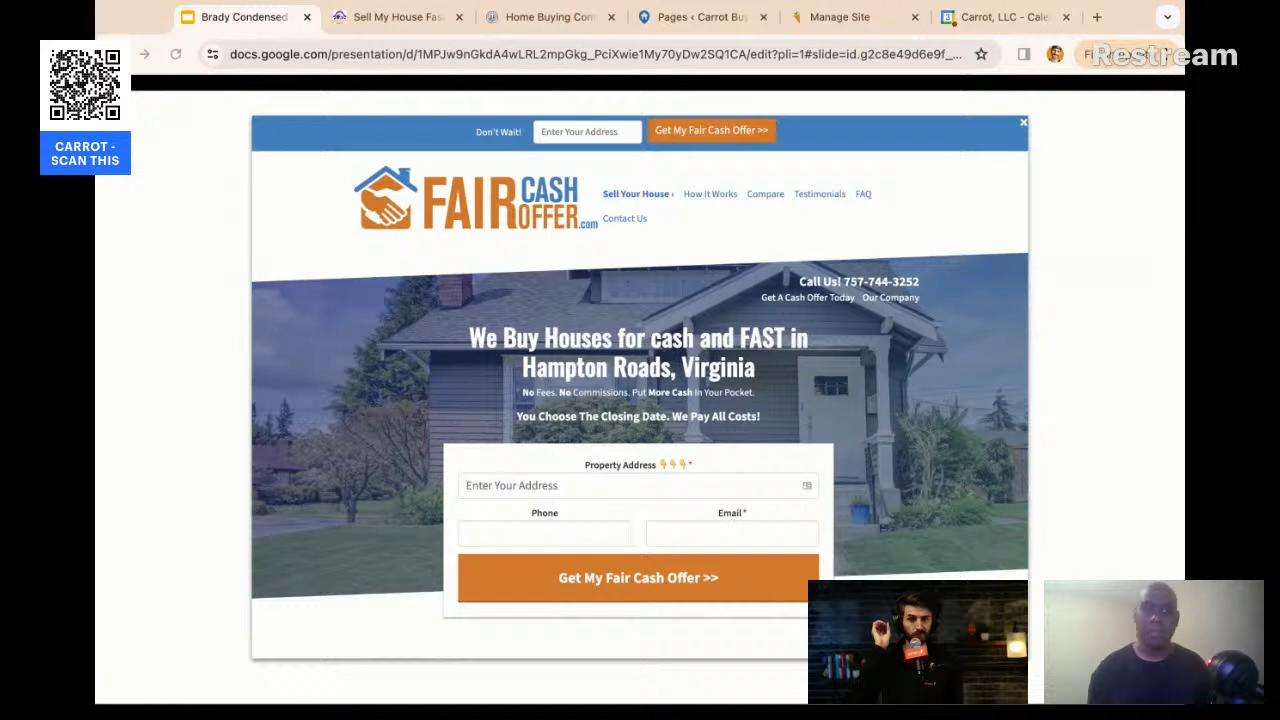 Brady Condensed
Sell My House Fas
Home Buying Con
Pages ‹ Carrot Bu
Manage Site
Carrot, LLC - Cale
docs.google.com/presentation/d/1MPJw9nGkdA4wLRL2mpGkg_PciXwie1My70yDw2SQ1CA/edit?pli=1#slide=id.g2c8e49d6e9f_...
Restream
CARROT -
SCAN THIS
Don't Wait!
Enter Your Address
Get My Fair Cash Offer >>
FAIR CASH OFFER.com
Sell Your House ›
How It Works
Compare
Testimonials
FAQ
Contact Us
Call Us! 757-744-3252
Get A Cash Offer Today
Our Company
We Buy Houses for cash and FAST in
Hampton Roads, Virginia
No Fees. No Commissions. Put More Cash In Your Pocket.
You Choose The Closing Date. We Pay All Costs!
Property Address 👇👇👇*
Enter Your Address
Phone
Email*
Get My Fair Cash Offer >>